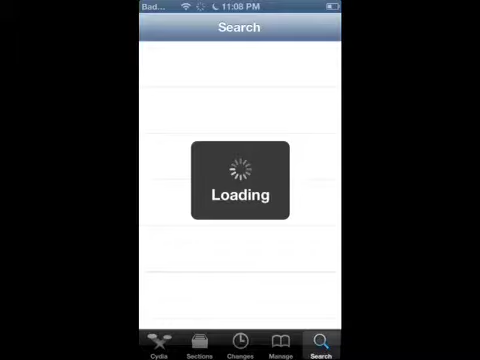 Bad... 11:08 PM
Search
Loading
Cydia Sections Changes Manage Search